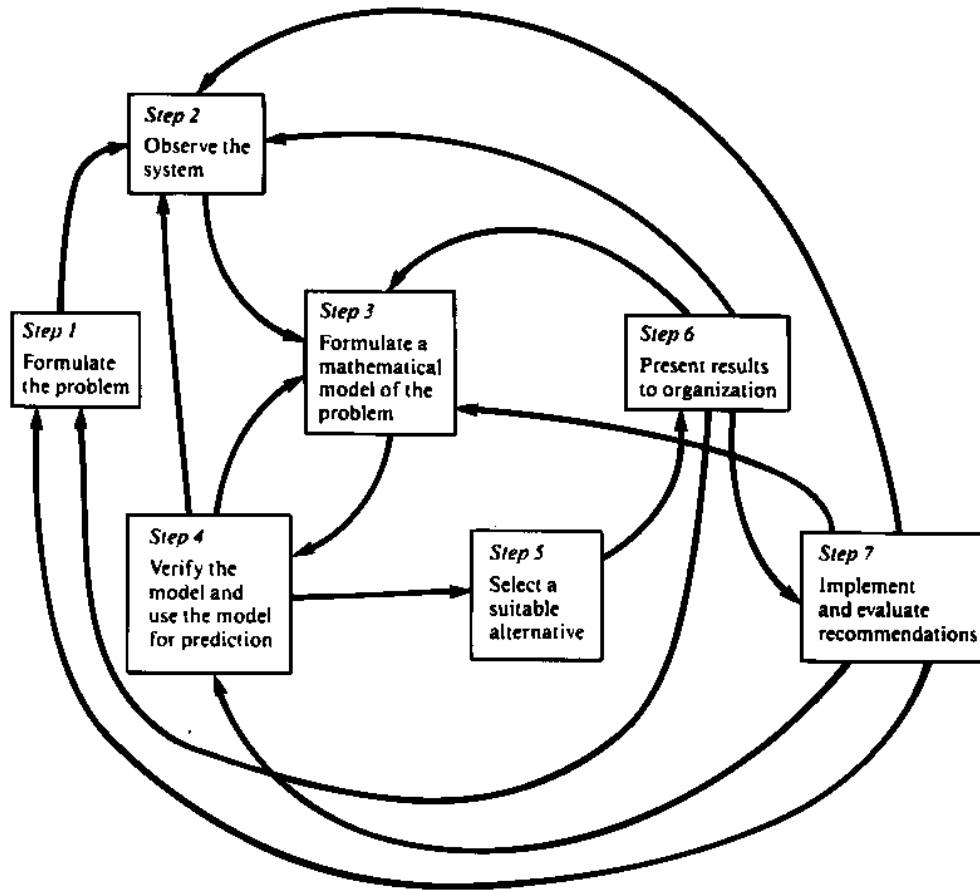 Step 2
Observe the
system
Step 3
Formulate a
mathematical
model of the
problem
Step 1
Formulate
the problem
Step 6
Present results
to organization
Step 4
Verify the
model and
use the model
for prediction
Step 5
Select a
suitable
alternative
Step 7
Implement
and evaluate
recommendations